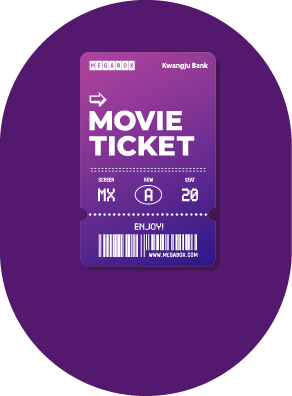 MEGABOX Kwangju Bank
MOVIE
TICKET
SCREEN ROW SEAT
MX A 20
ENJOY!
WWW.MEGABOX.COM